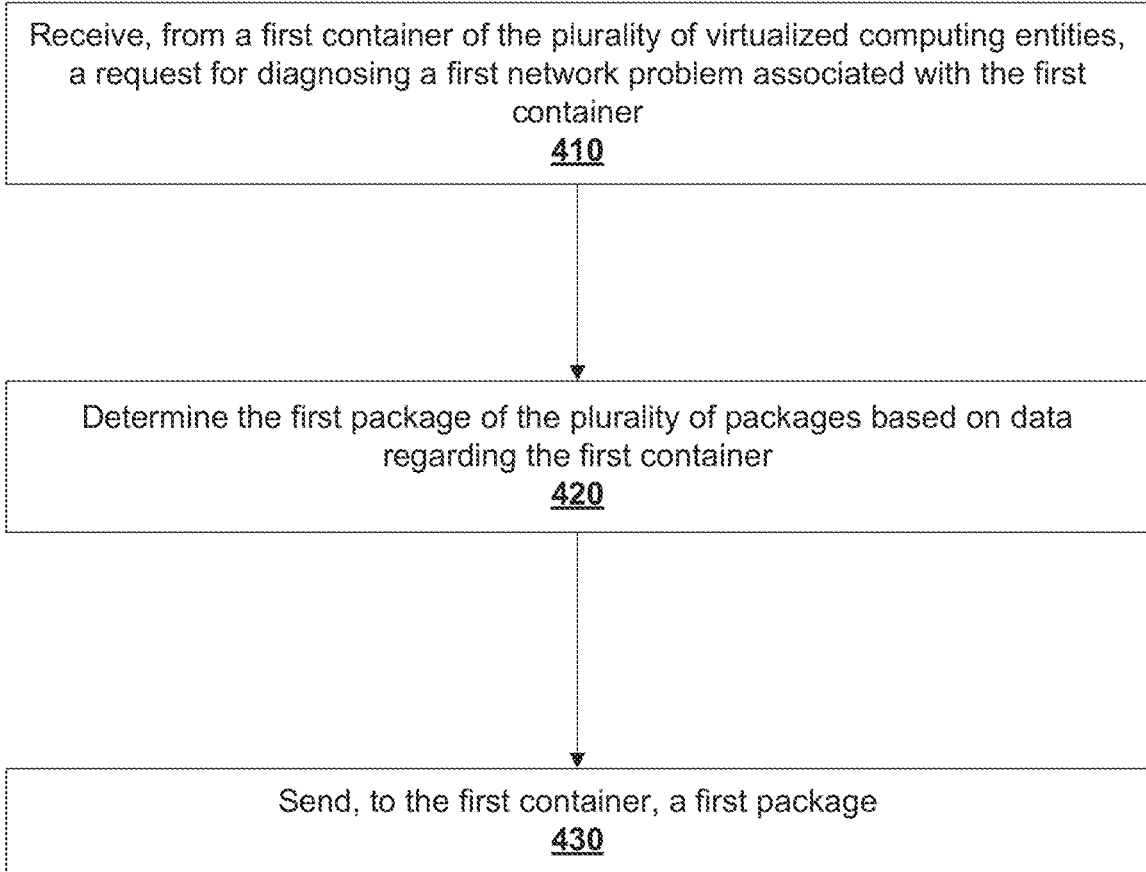 Receive, from a first container of the plurality of virtualized computing entities,
a request for diagnosing a first network problem associated with the first
container
410
Determine the first package of the plurality of packages based on data
regarding the first container
420
Send, to the first container, a first package
430